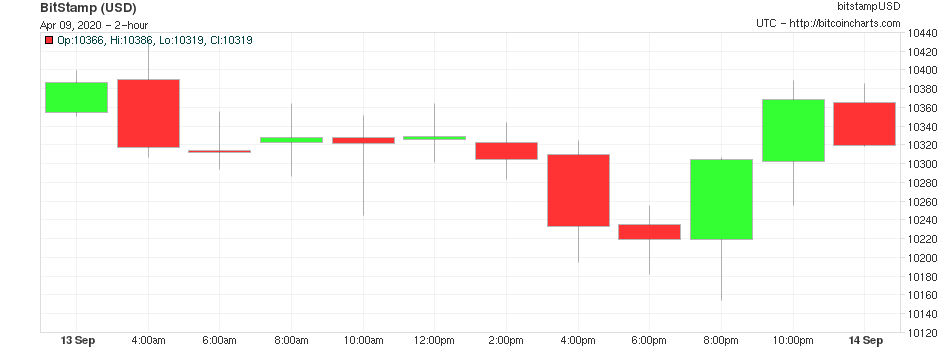 BitStamp (USD)
bitstampUSD
Apr 09, 2020 - 2-hour
UTC - http://bitcoincharts.com
Op:10366, Hi:10386, Lo:10319, Cl:10319
10440
10420
10400
10380
10360
10340
10320
10300
10280
10260
10240
10220
10200
10180
10160
10140
10120
13 Sep 4:00am 6:00am 8:00am 10:00am 12:00pm 2:00pm 4:00pm 6:00pm 8:00pm 10:00pm 14 Sep